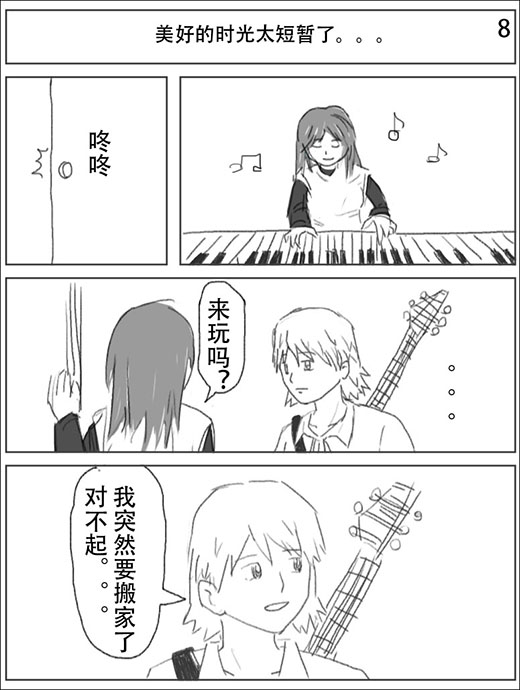 8
美好的时光太短暂了。。。
咚咚
来玩吗？
。。。
我突然要搬家了
对不起。。。